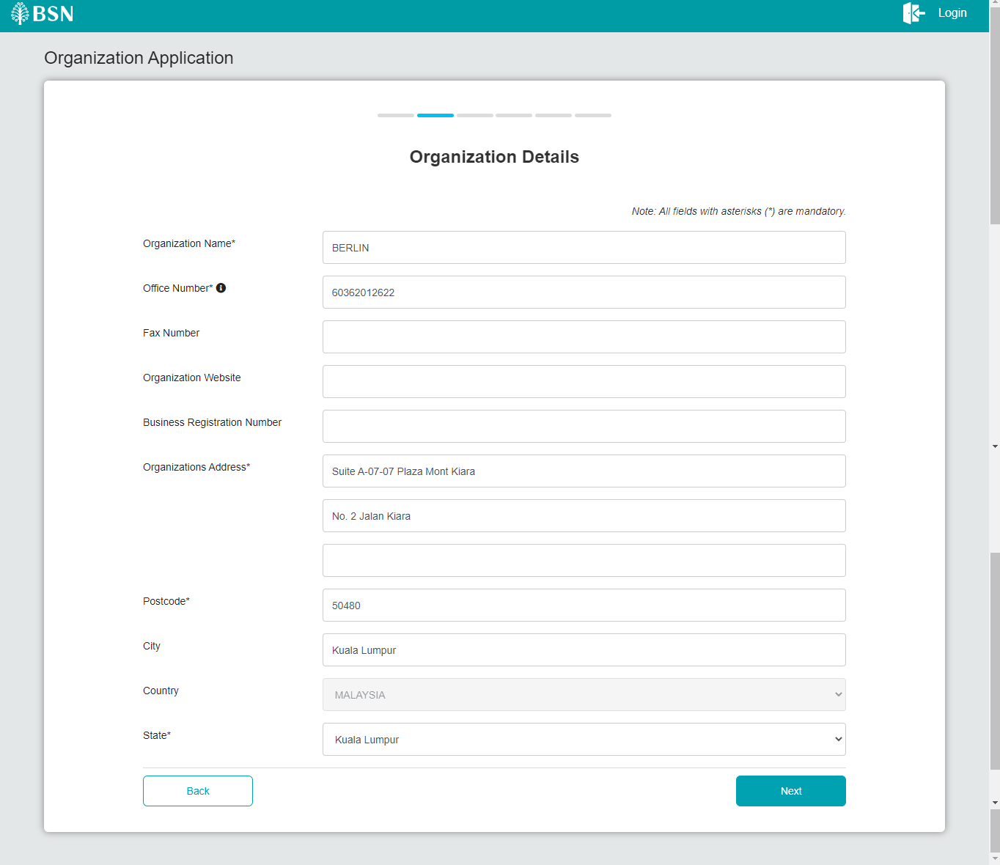 BSN
Login
Organization Application
Organization Details
Note: All fields with asterisks (*) are mandatory.
Organization Name*
BERLIN
Office Number*
60362012622
Fax Number
Organization Website
Business Registration Number
Organizations Address*
Suite A-07-07 Plaza Mont Kiara
No. 2 Jalan Kiara
Postcode*
50480
City
Kuala Lumpur
Country
MALAYSIA
State*
Kuala Lumpur
Back
Next